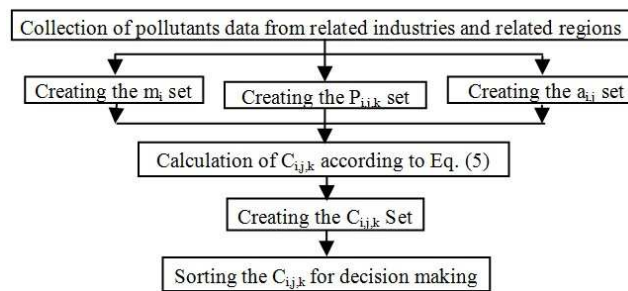 Collection of pollutants data from related industries and related regions
Creating the mi set
Creating the Pi,j,k set
Creating the ai,j set
Calculation of Ci,j,k according to Eq. (5)
Creating the Ci,j,k Set
Sorting the Ci,j,k for decision making